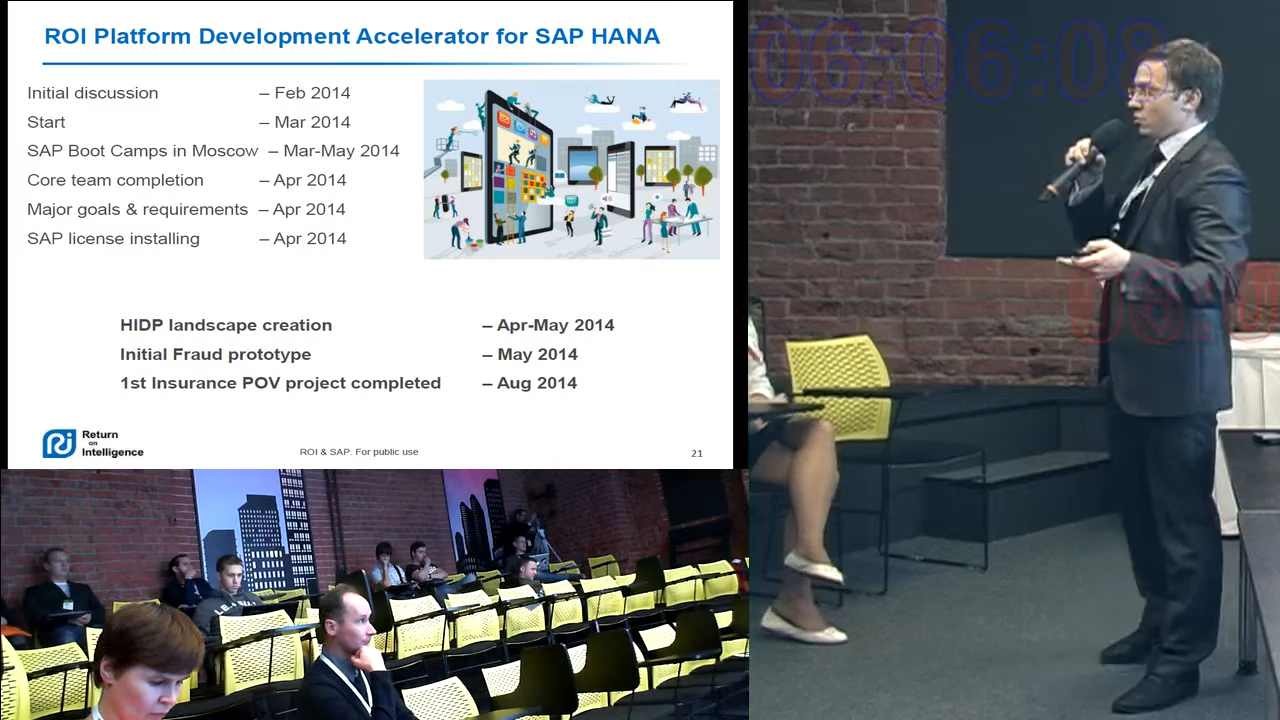 ROI Platform Development Accelerator for SAP HANA
Initial discussion – Feb 2014
Start – Mar 2014
SAP Boot Camps in Moscow – Mar-May 2014
Core team completion – Apr 2014
Major goals & requirements – Apr 2014
SAP license installing – Apr 2014
HIDP landscape creation – Apr-May 2014
Initial Fraud prototype – May 2014
1st Insurance POV project completed – Aug 2014
Return
on
Intelligence
ROI & SAP. For public use
21
06:06:08